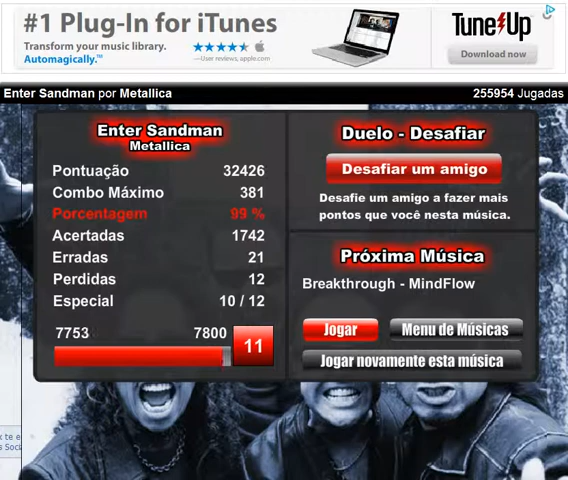 #1 Plug-In for iTunes
Transform your music library.
Automagically.™
—User reviews, apple.com
TuneUp
Download now
Enter Sandman por Metallica
255954 Jugadas
Enter Sandman
Metallica
Pontuação 32426
Combo Máximo 381
Porcentagem 99 %
Acertadas 1742
Erradas 21
Perdidas 12
Especial 10 / 12
7753 7800
11
Duelo - Desafiar
Desafiar um amigo
Desafie um amigo a fazer mais
pontos que você nesta música.
Próxima Música
Breakthrough - MindFlow
Jogar
Menu de Músicas
Jogar novamente esta música